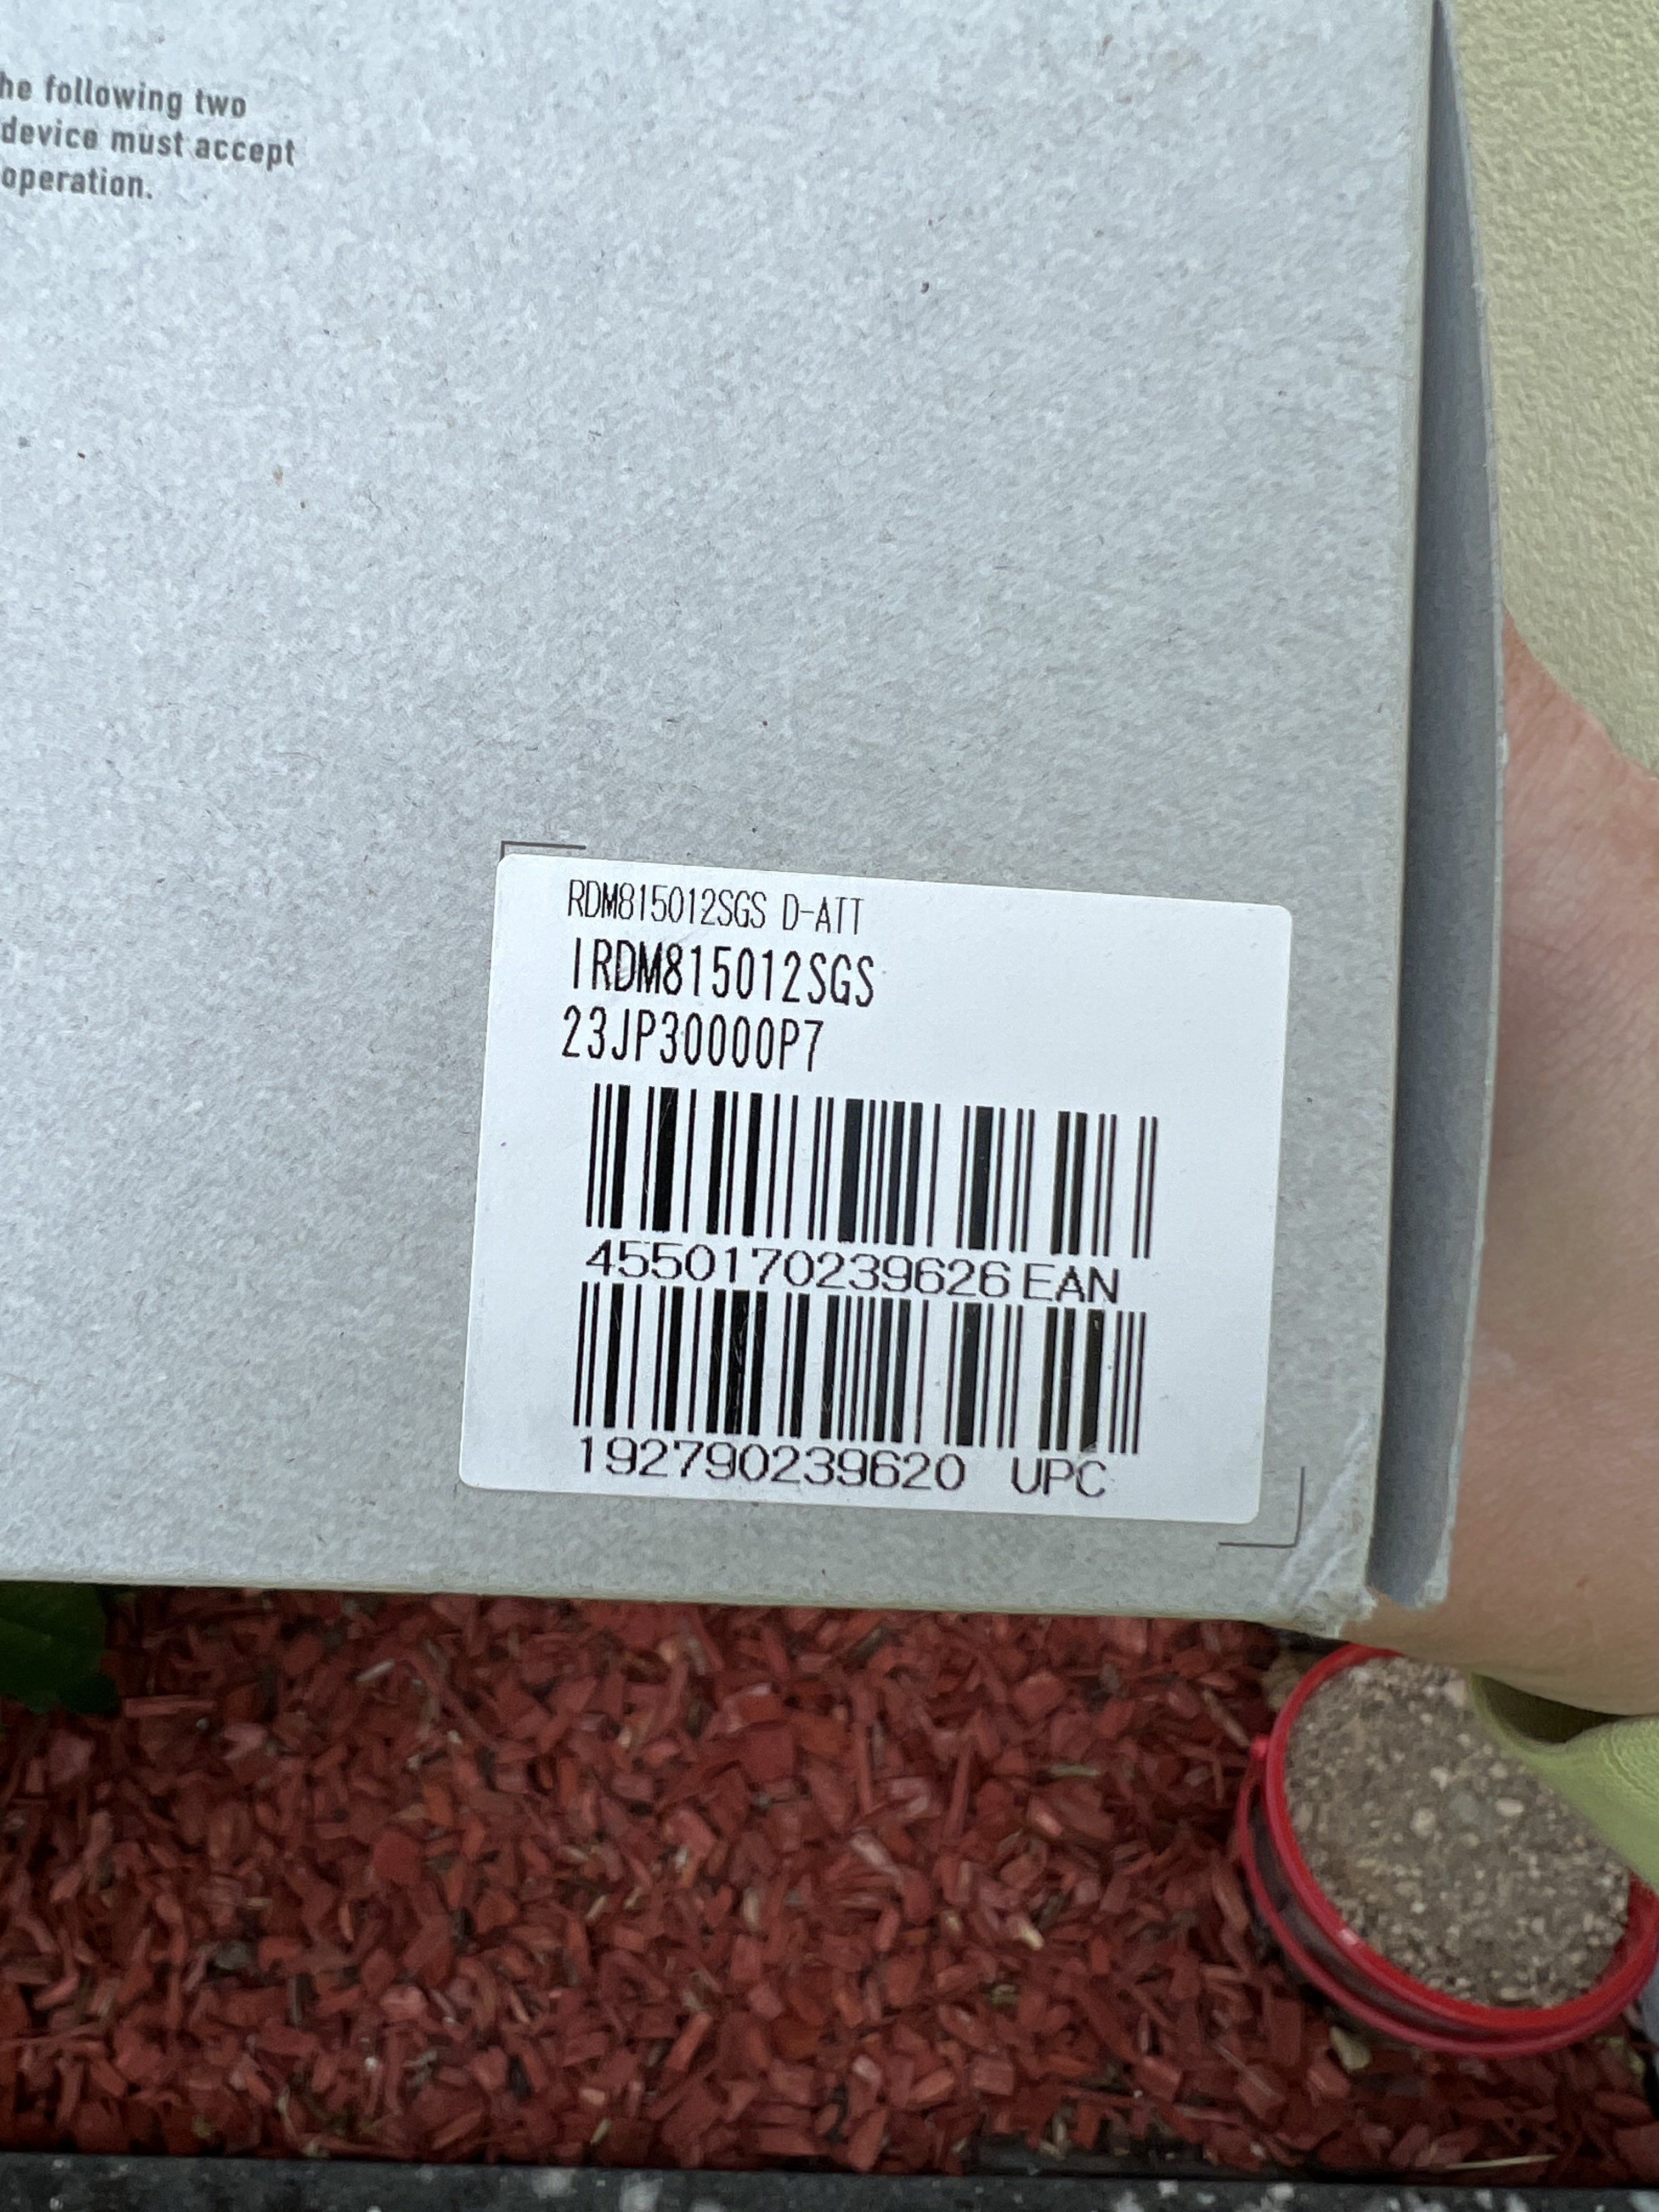 he following two
device must accept
operation.
RDM815012SGS D-ATT
IRDM815012SGS
23JP30000P7
4550170239626 EAN
192790239620 UPC